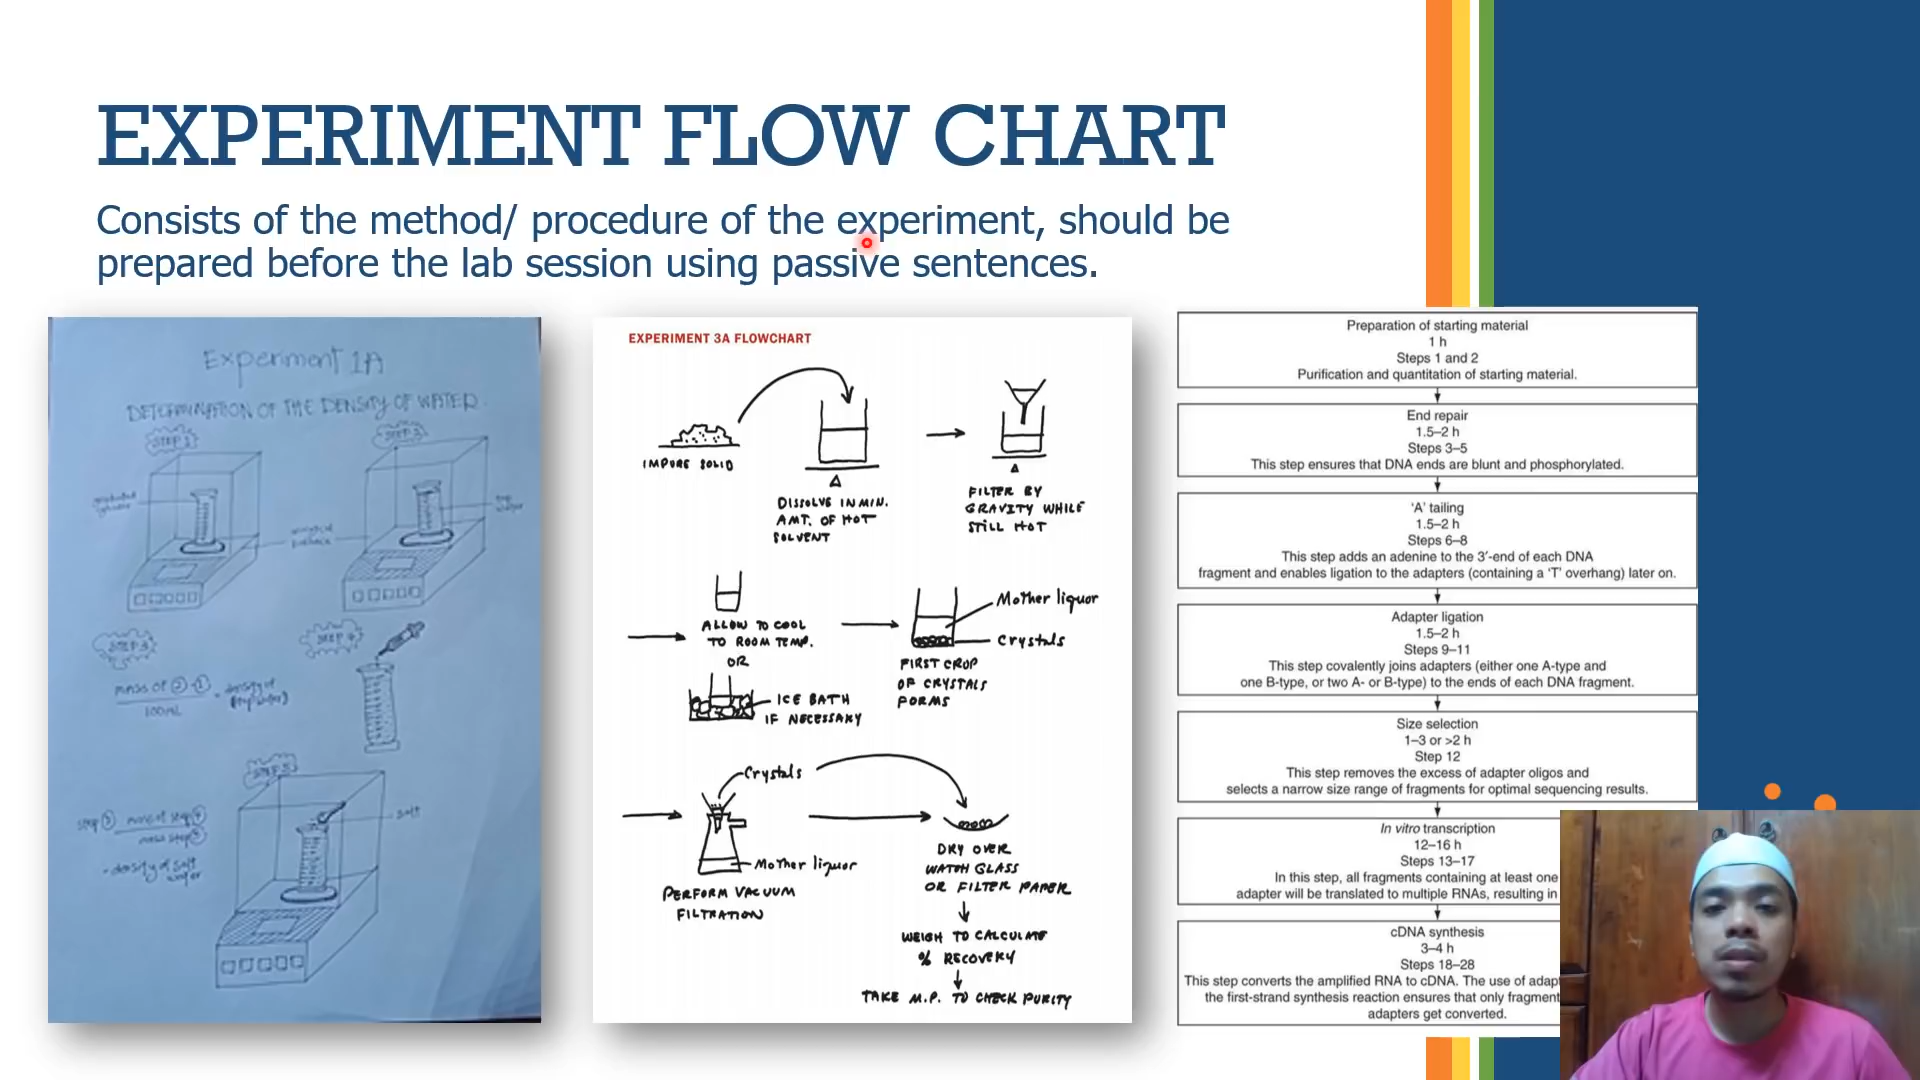 EXPERIMENT FLOW CHART
Consists of the method/ procedure of the experiment, should be
prepared before the lab session using passive sentences.
Experiment 1A
DETERMINATION OF THE DENSITY OF WATER
STEP 1
STEP 2
STEP 3
STEP 4
mass of ② - ①
100mL
= density of
STEP 5
salt
density of salt
water
EXPERIMENT 3A FLOWCHART
IMPURE SOLID
DISSOLVE IN MIN.
AMT. OF HOT
SOLVENT
FILTER BY
GRAVITY WHILE
STILL HOT
ALLOW TO COOL
TO ROOM TEMP.
OR
ICE BATH
IF NECESSARY
Mother liquor
Crystals
FIRST CROP
OF CRYSTALS
FORMS
Crystals
Mother liquor
PERFORM VACUUM
FILTRATION
DRY OVER
WATCH GLASS
OR FILTER PAPER
WEIGH TO CALCULATE
% RECOVERY
TAKE M.P. TO CHECK PURITY
Preparation of starting material
1 h
Steps 1 and 2
Purification and quantitation of starting material.
End repair
1.5–2 h
Steps 3–5
This step ensures that DNA ends are blunt and phosphorylated.
'A' tailing
1.5–2 h
Steps 6–8
This step adds an adenine to the 3′-end of each DNA
fragment and enables ligation to the adapters (containing a 'T' overhang) later on.
Adapter ligation
1.5–2 h
Steps 9–11
This step covalently joins adapters (either one A-type and
one B-type, or two A- or B-type) to the ends of each DNA fragment.
Size selection
1–3 or >2 h
Step 12
This step removes the excess of adapter oligos and
selects a narrow size range of fragments for optimal sequencing results.
In vitro transcription
12–16 h
Steps 13–17
In this step, all fragments containing at least one
adapter will be translated to multiple RNAs, resulting in
cDNA synthesis
3–4 h
Steps 18–28
This step converts the amplified RNA to cDNA. The use of adap
the first-strand synthesis reaction ensures that only fragment
adapters get converted.